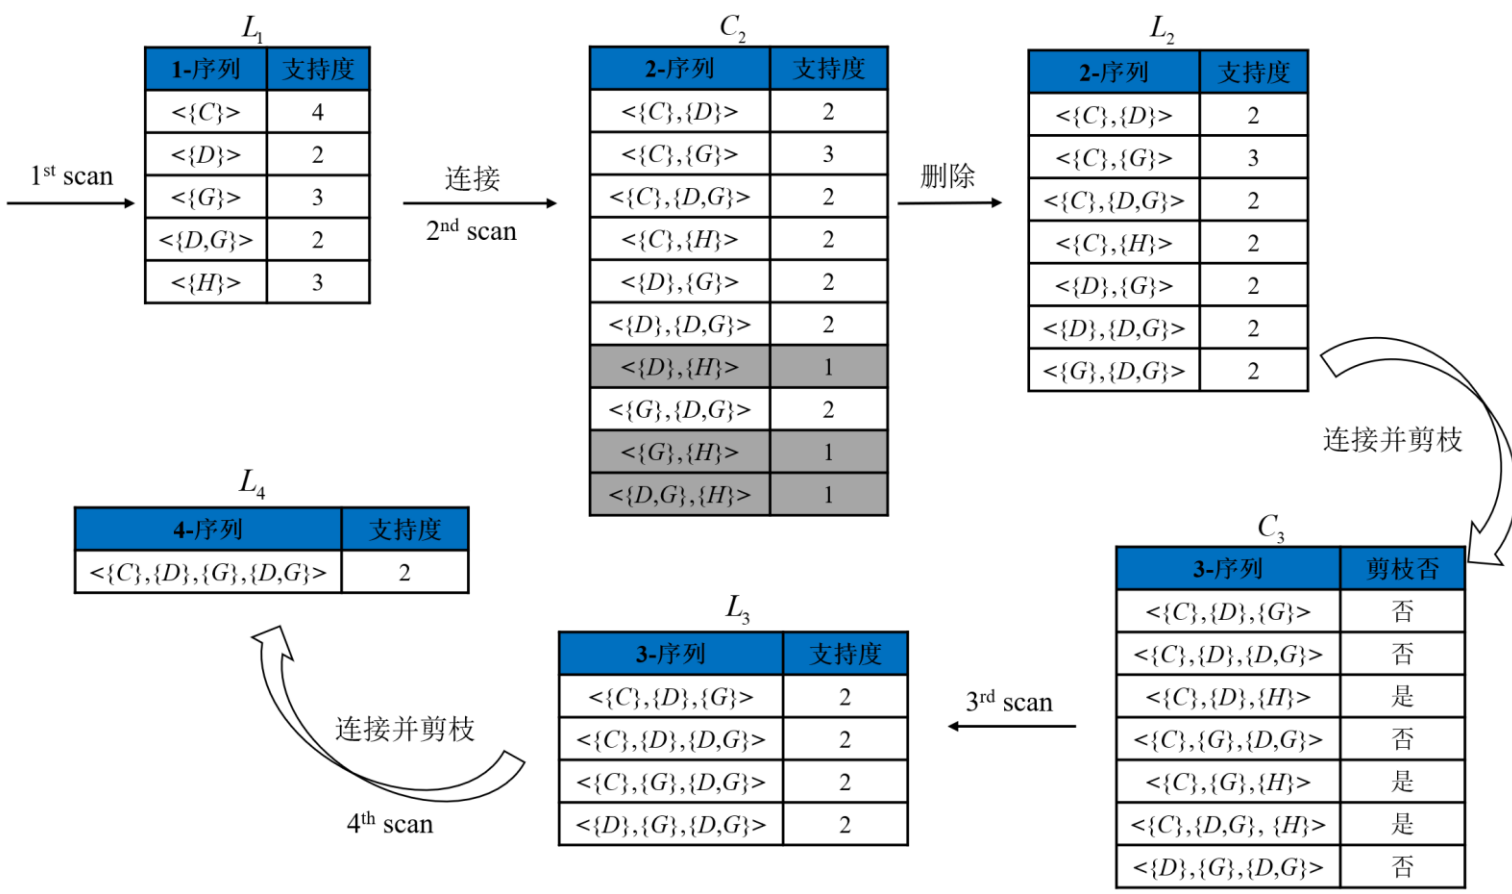 L₁
1-序列 支持度
<{C}> 4
<{D}> 2
<{G}> 3
<{D,G}> 2
<{H}> 3
1st scan
连接
2nd scan
C₂
2-序列 支持度
<{C},{D}> 2
<{C},{G}> 3
<{C},{D,G}> 2
<{C},{H}> 2
<{D},{G}> 2
<{D},{D,G}> 2
<{D},{H}> 1
<{G},{D,G}> 2
<{G},{H}> 1
<{D,G},{H}> 1
删除
L₂
2-序列 支持度
<{C},{D}> 2
<{C},{G}> 3
<{C},{D,G}> 2
<{C},{H}> 2
<{D},{G}> 2
<{D},{D,G}> 2
<{G},{D,G}> 2
连接并剪枝
C₃
3-序列 剪枝否
<{C},{D},{G}> 否
<{C},{D},{D,G}> 否
<{C},{D},{H}> 是
<{C},{G},{D,G}> 否
<{C},{G},{H}> 是
<{C},{D,G}, {H}> 是
<{D},{G},{D,G}> 否
3rd scan
L₃
3-序列 支持度
<{C},{D},{G}> 2
<{C},{D},{D,G}> 2
<{C},{G},{D,G}> 2
<{D},{G},{D,G}> 2
连接并剪枝
4th scan
L₄
4-序列 支持度
<{C},{D},{G},{D,G}> 2